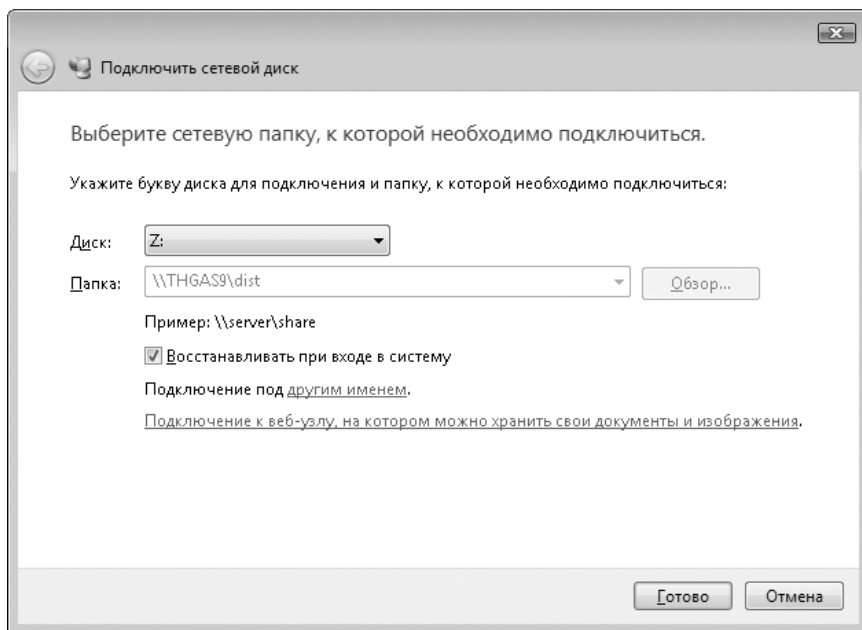 Подключить сетевой диск
Выберите сетевую папку, к которой необходимо подключиться.
Укажите букву диска для подключения и папку, к которой необходимо подключиться:
Диск: Z:
Папка: \\THGAS9\dist Обзор...
Пример: \\server\share
Восстанавливать при входе в систему
Подключение под другим именем.
Подключение к веб-узлу, на котором можно хранить свои документы и изображения.
Готово Отмена